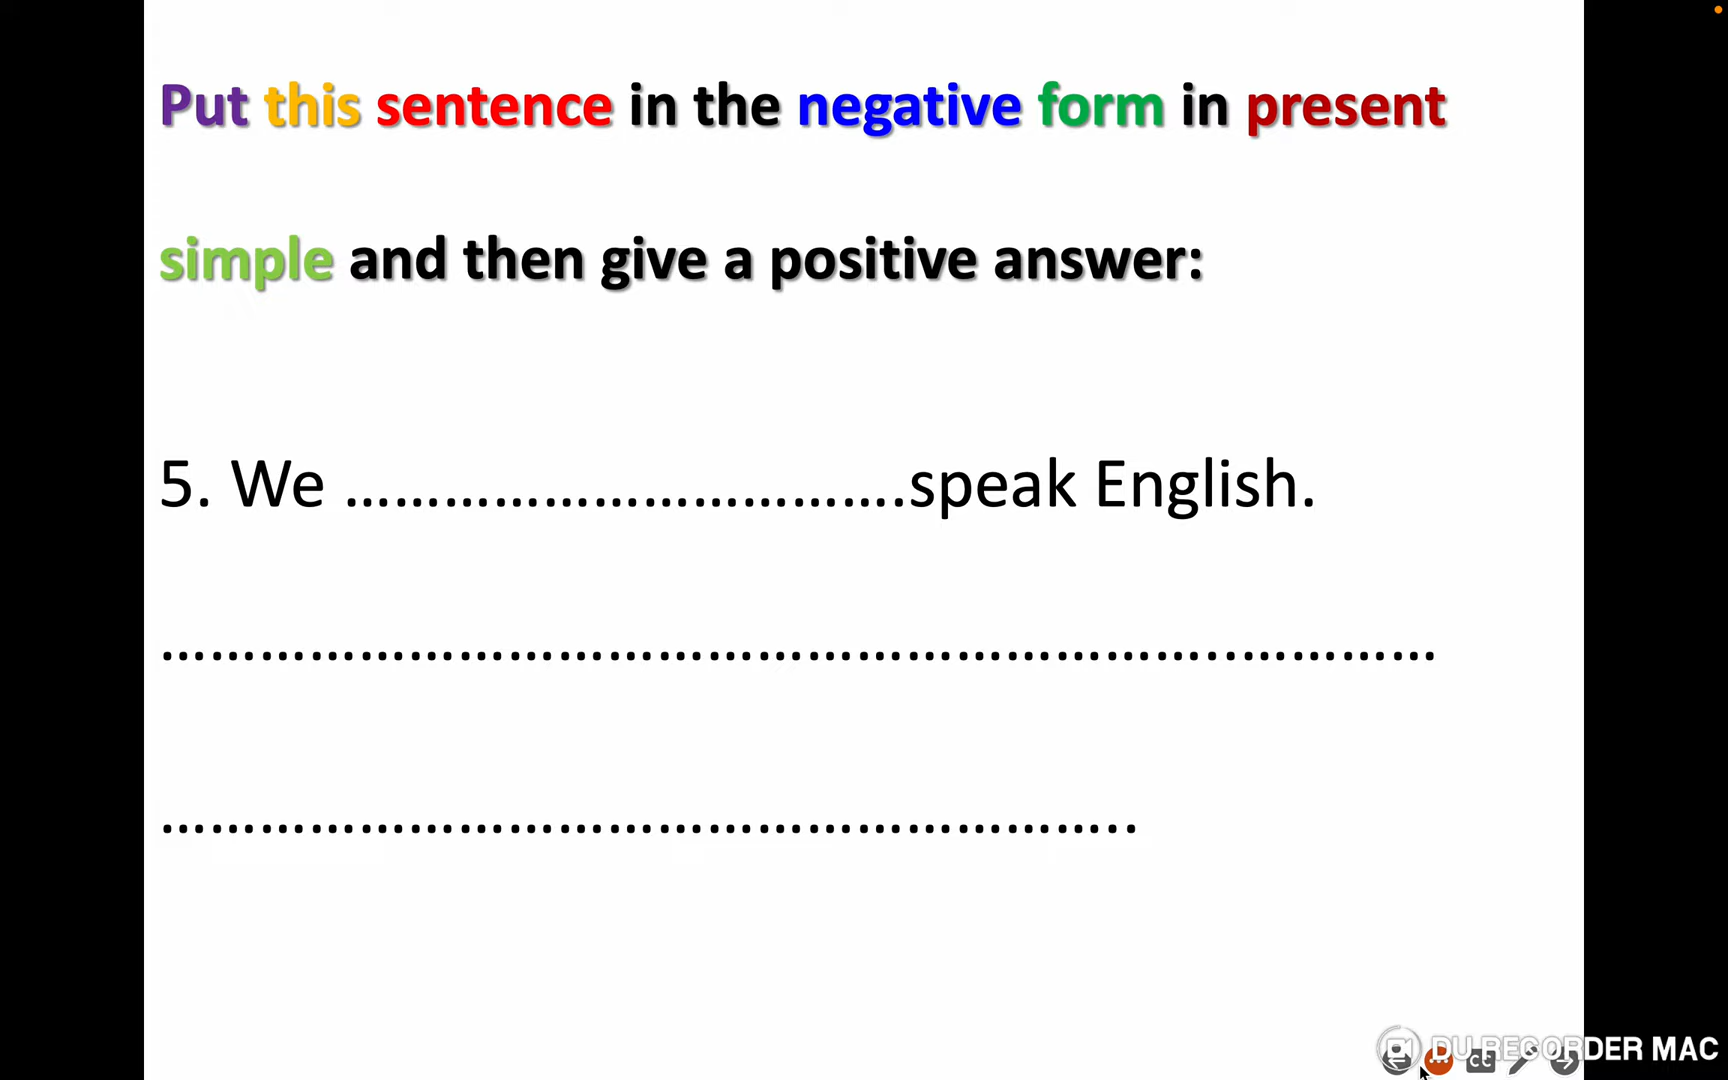 Put this sentence in the negative form in present
simple and then give a positive answer:
5. We ……………………………….speak English.
………………………………………………………..…………
…………………………………………………..
CC
DU RECORDER MAC